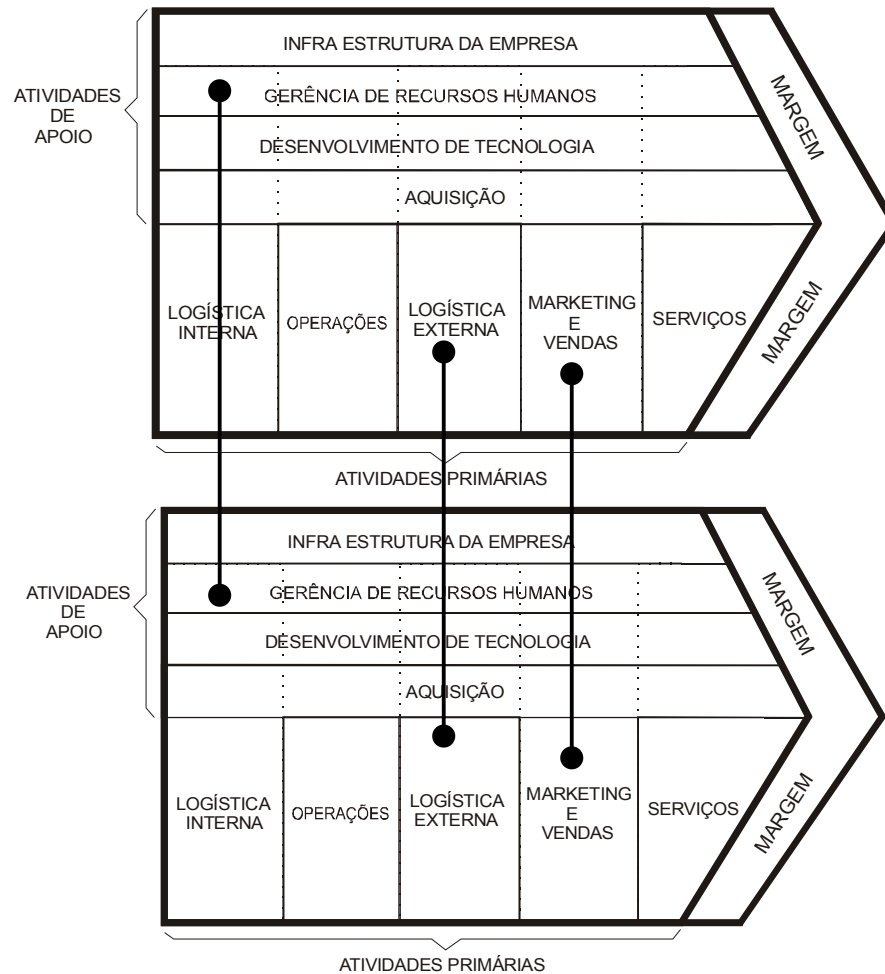 INFRA ESTRUTURA DA EMPRESA
ATIVIDADES
DE
APOIO
GERÊNCIA DE RECURSOS HUMANOS
DESENVOLVIMENTO DE TECNOLOGIA
AQUISIÇÃO
MARGEM
LOGÍSTICA
INTERNA
OPERAÇÕES
LOGÍSTICA
EXTERNA
MARKETING
E
VENDAS
SERVIÇOS
MARGEM
ATIVIDADES PRIMÁRIAS
INFRA ESTRUTURA DA EMPRESA
ATIVIDADES
DE
APOIO
GERÊNCIA DE RECURSOS HUMANOS
DESENVOLVIMENTO DE TECNOLOGIA
AQUISIÇÃO
MARGEM
LOGÍSTICA
INTERNA
OPERAÇÕES
LOGÍSTICA
EXTERNA
MARKETING
E
VENDAS
SERVIÇOS
MARGEM
ATIVIDADES PRIMÁRIAS